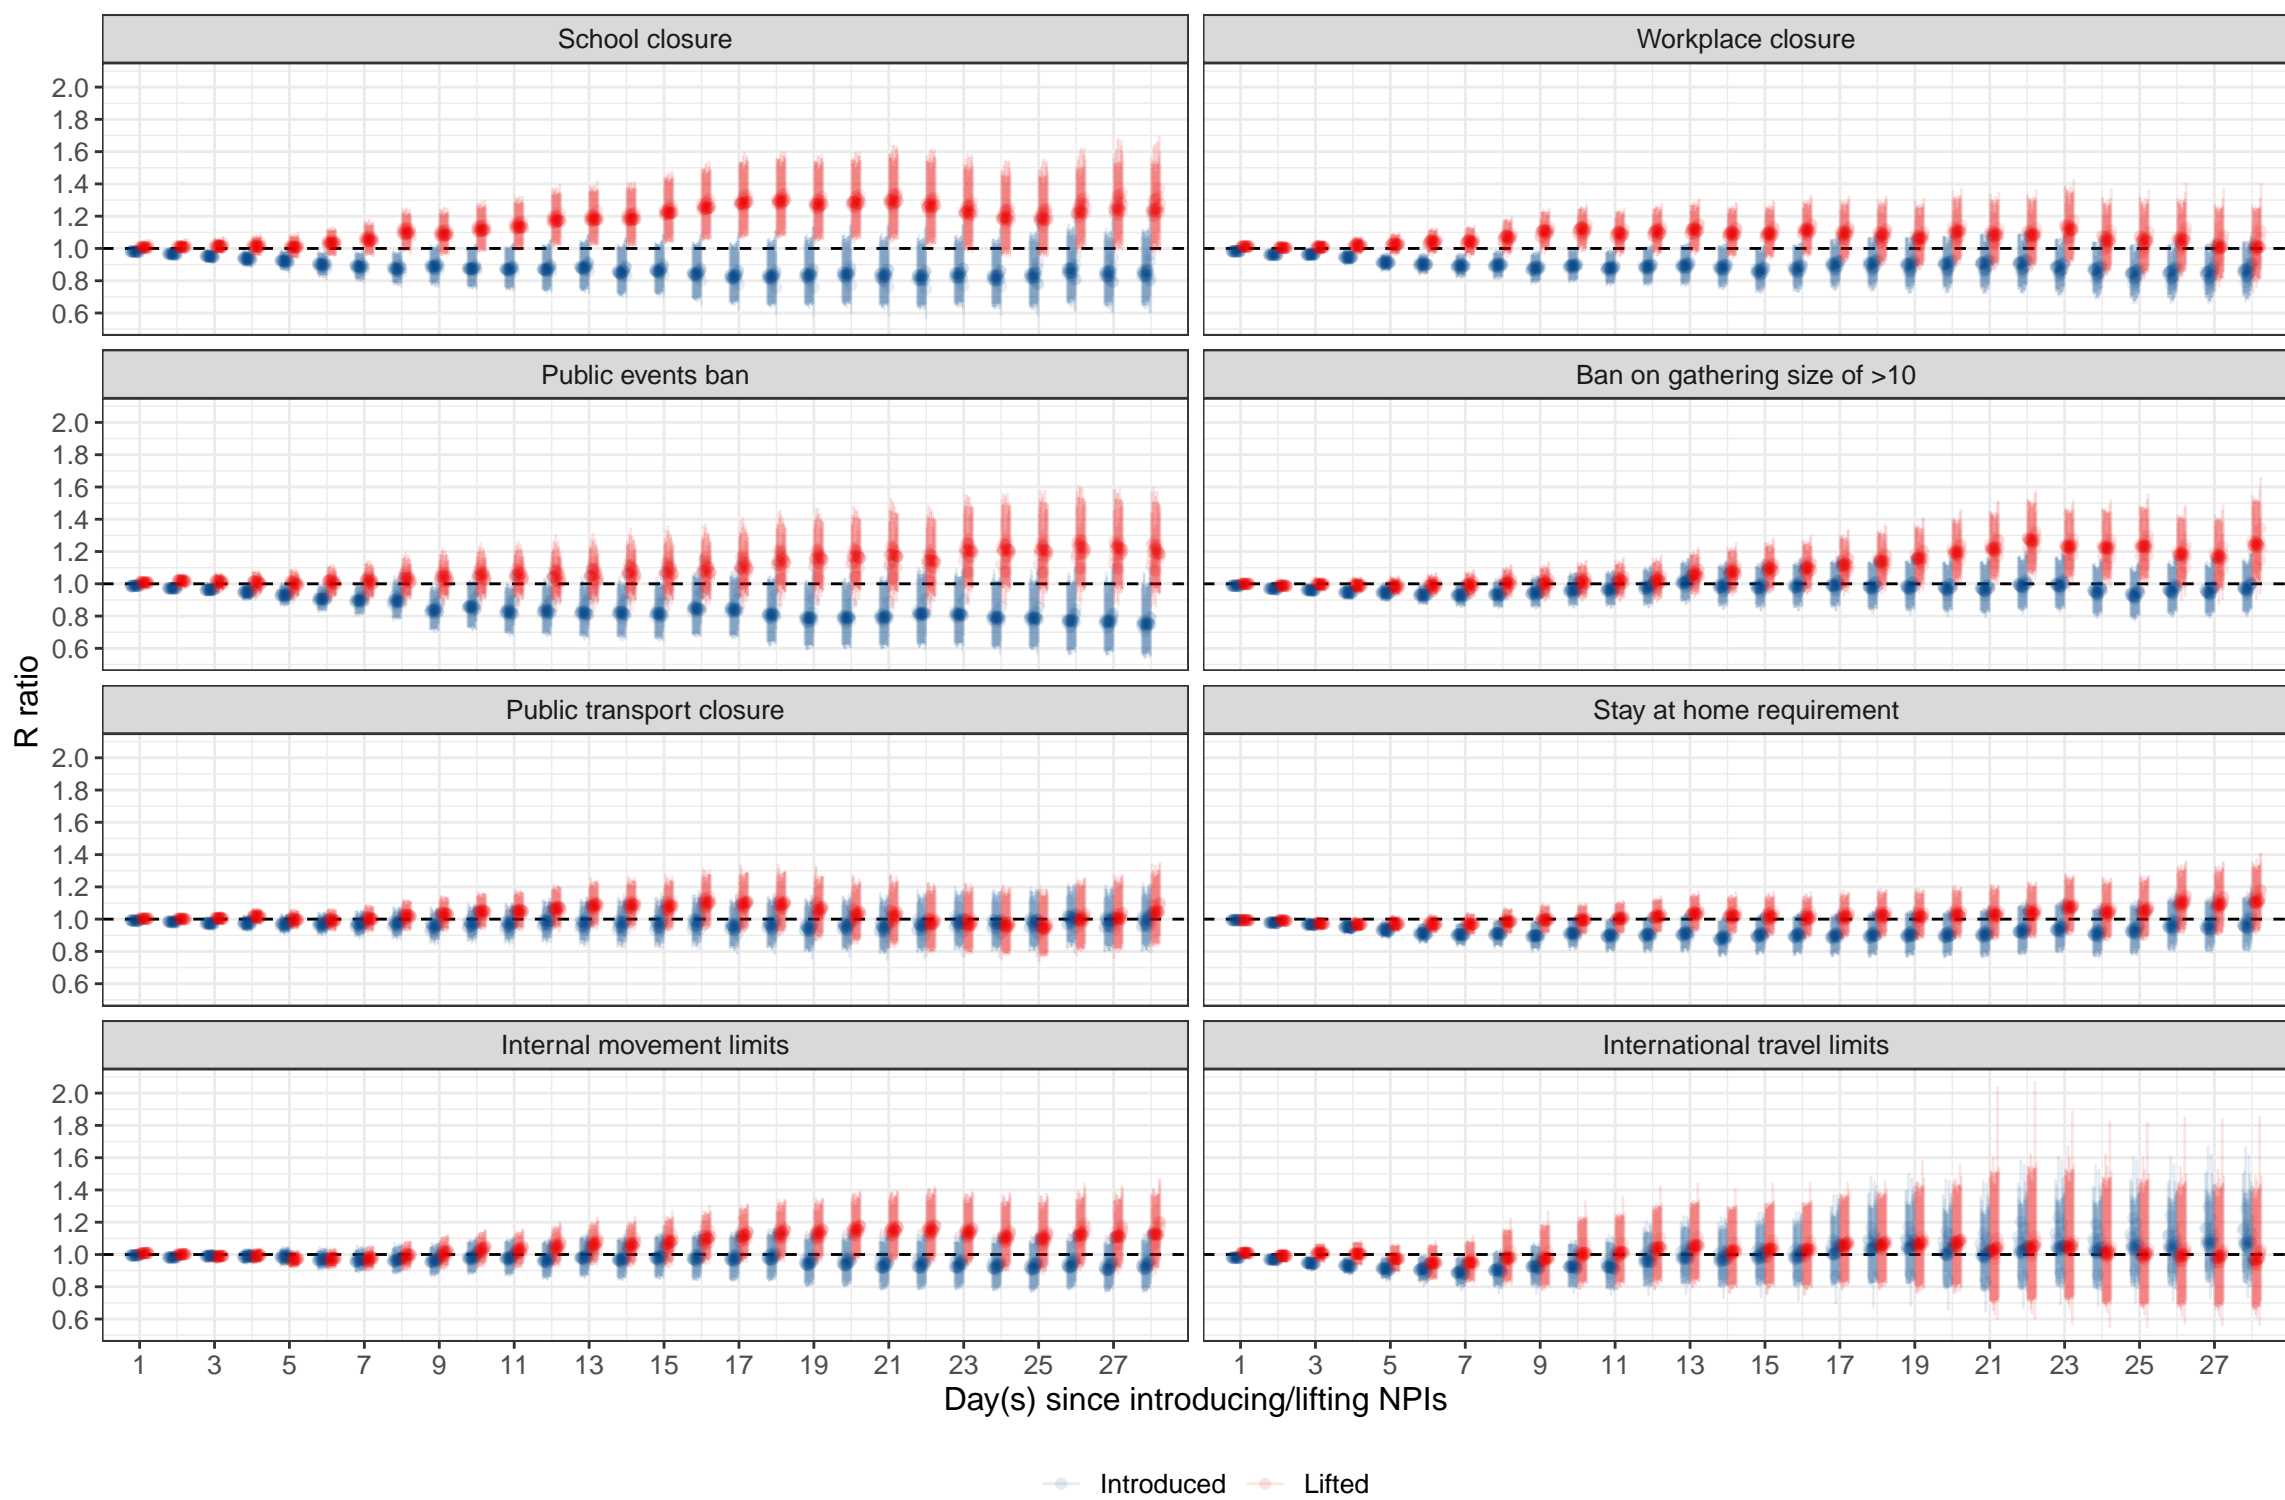 School closure
Workplace closure
2.0
1.8
1.6
1.4
1.2
1.0
0.8
0.6
Public events ban
Ban on gathering size of >10
2.0
1.8
1.6
1.4
1.2
1.0
0.8
0.6
R ratio
Public transport closure
Stay at home requirement
2.0
1.8
1.6
1.4
1.2
1.0
0.8
0.6
Internal movement limits
International travel limits
2.0
1.8
1.6
1.4
1.2
1.0
0.8
0.6
1 3 5 7 9 11 13 15 17 19 21 23 25 27
1 3 5 7 9 11 13 15 17 19 21 23 25 27
Day(s) since introducing/lifting NPIs
Introduced Lifted